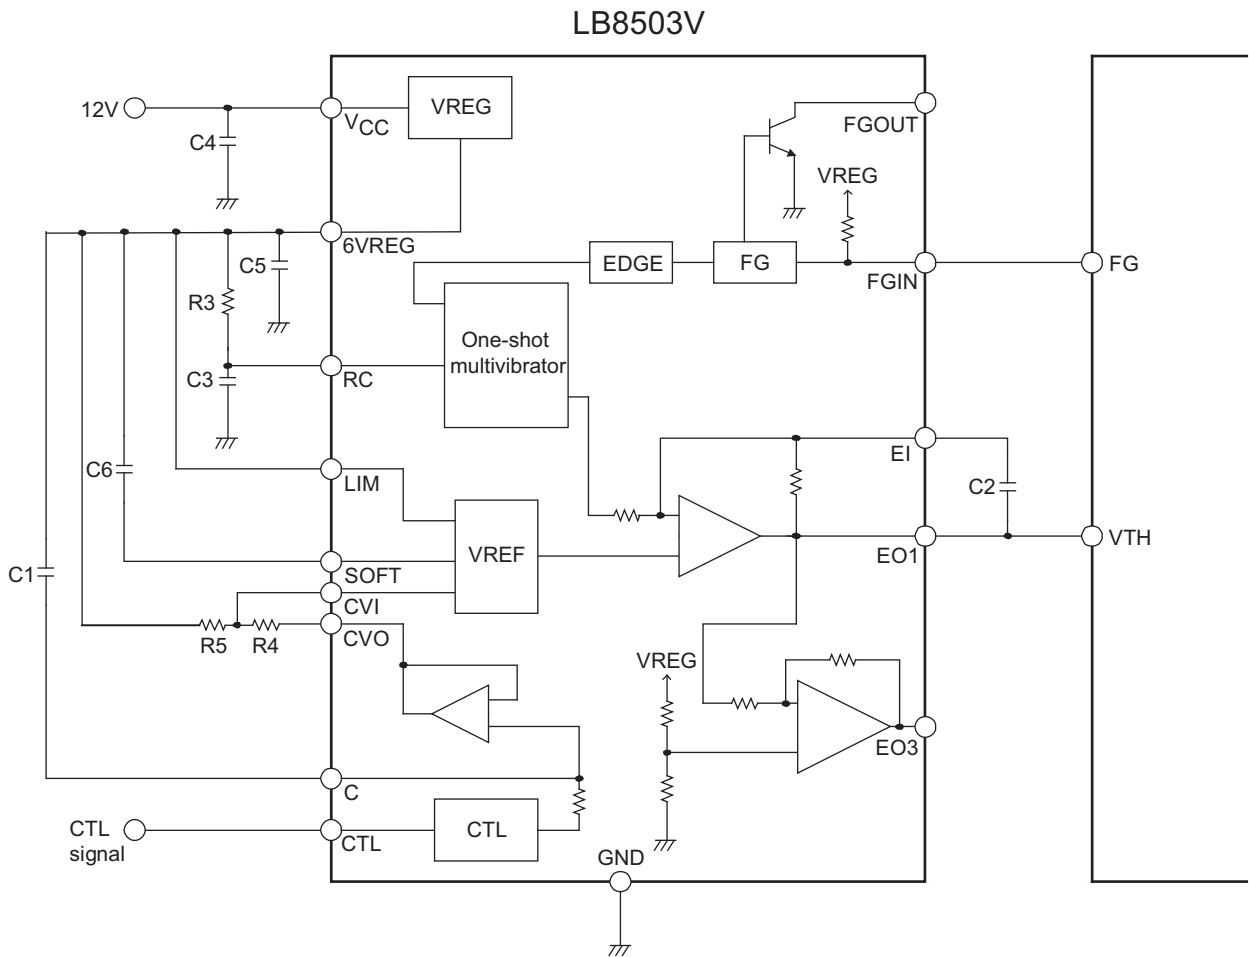 LB8503V
12V
C4
VCC
VREG
FGOUT
VREG
6VREG
C5
R3
EDGE
FG
FGIN
FG
One-shot
multivibrator
RC
C3
C6
LIM
EI
C2
VREF
EO1
VTH
C1
SOFT
CVI
R5
R4
CVO
VREG
EO3
C
CTL
signal
CTL
CTL
GND